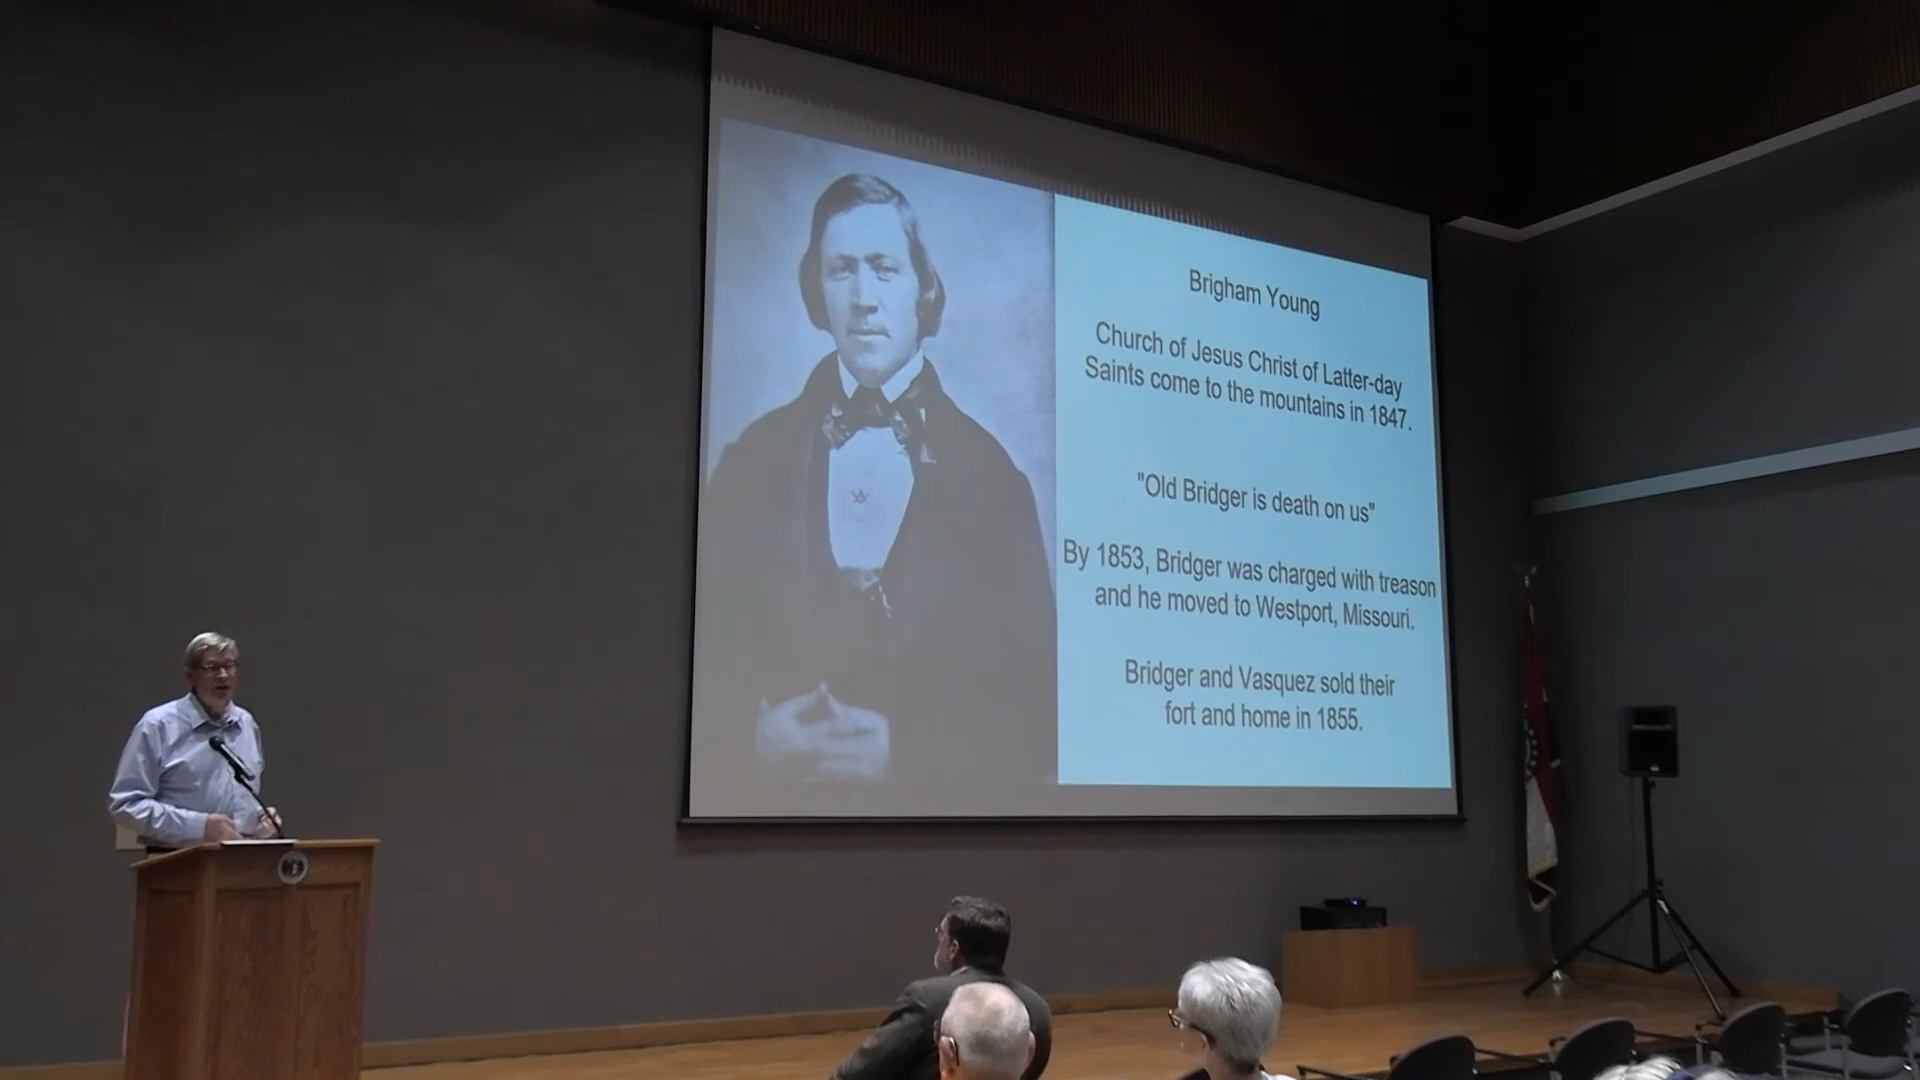 Brigham Young
Church of Jesus Christ of Latter-day
Saints come to the mountains in 1847.
"Old Bridger is death on us"
By 1853, Bridger was charged with treason
and he moved to Westport, Missouri.
Bridger and Vasquez sold their
fort and home in 1855.